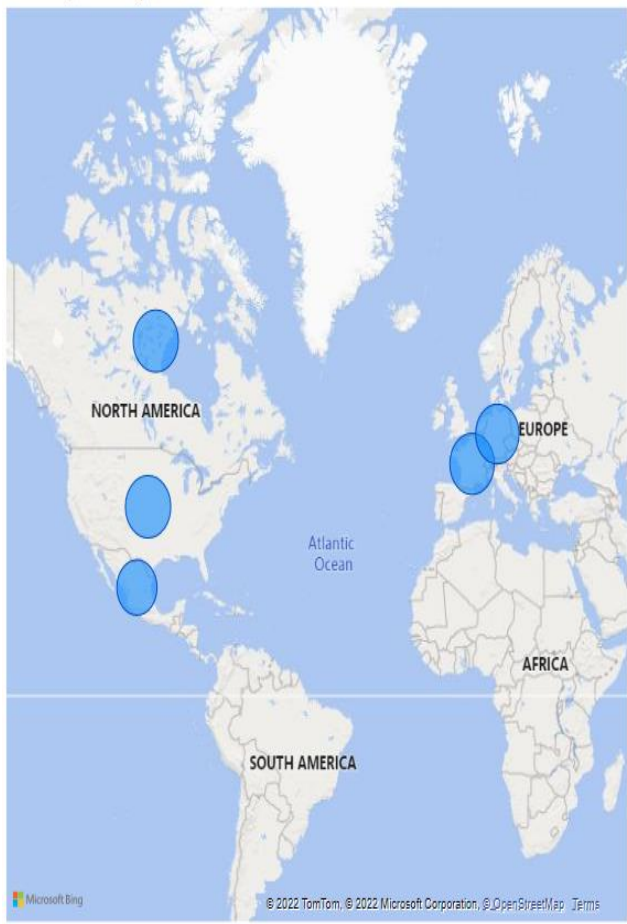 NORTH AMERICA
EUROPE
Atlantic
Ocean
AFRICA
SOUTH AMERICA
Microsoft Bing
© 2022 TomTom, © 2022 Microsoft Corporation, © OpenStreetMap Terms